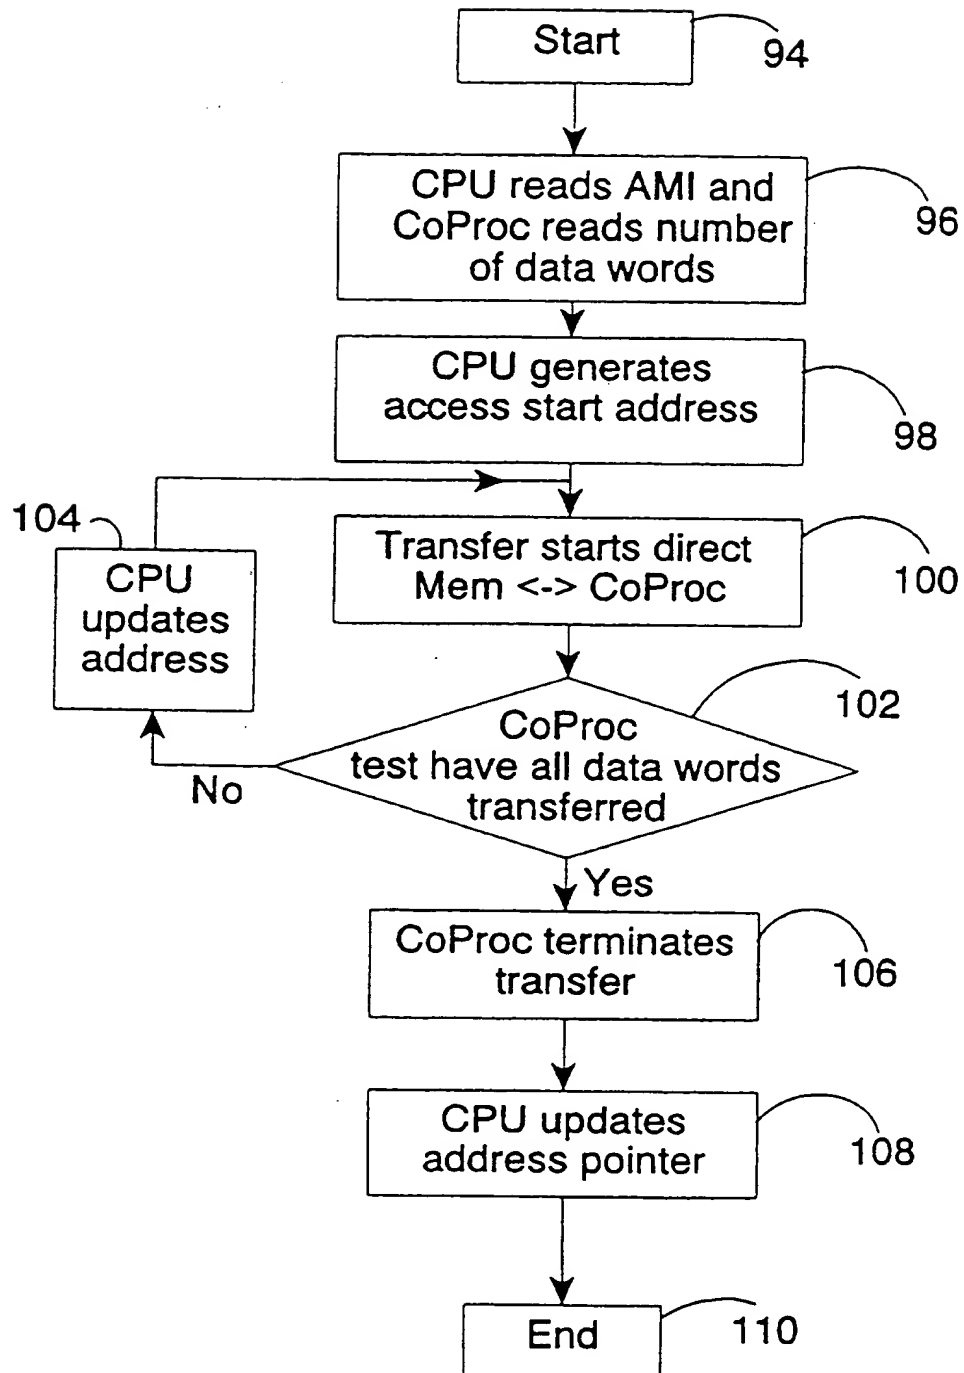 Start
94
CPU reads AMI and
CoProc reads number
of data words
96
CPU generates
access start address
98
104
CPU
updates
address
Transfer starts direct
Mem <-> CoProc
100
102
CoProc
test have all data words
transferred
No
Yes
CoProc terminates
transfer
106
CPU updates
address pointer
108
End
110